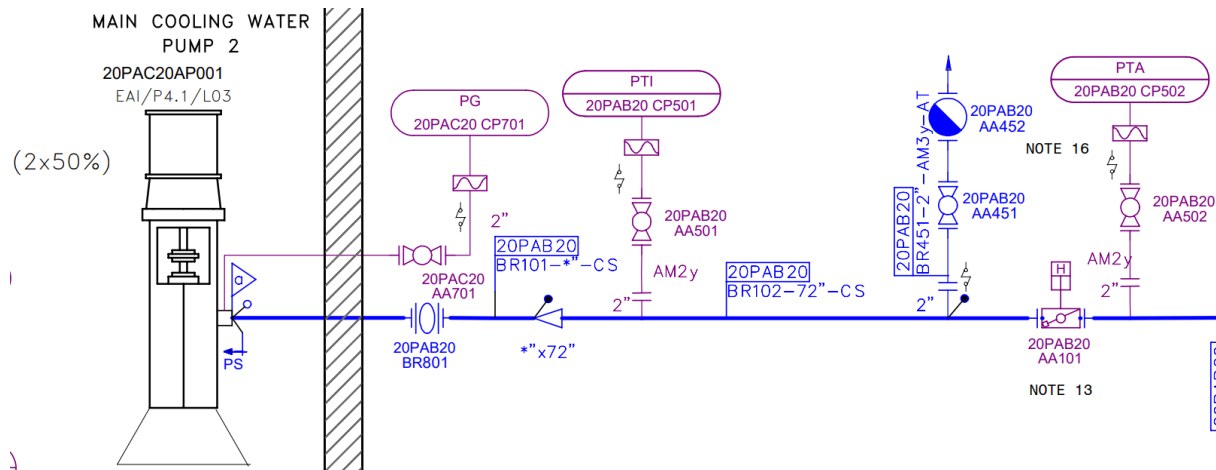 MAIN COOLING WATER
PUMP 2
20PAC20AP001
EAI/P4.1/L03
(2x50%)
PG
20PAC20 CP701
PTI
20PAB20 CP501
PTA
20PAB20 CP502
20PAB20
AA452
NOTE 16
20PAB20
BR451-2"-AM3y-AT
20PAB20
AA451
20PAB20
AA501
20PAB20
AA502
2"
20PAC20
AA701
20PAB20
BR101-*"-CS
AM2y
2"
20PAB20
BR102-72"-CS
2"
H
AM2y
2"
a
PS
20PAB20
BR801
*"x72"
20PAB20
AA101
NOTE 13